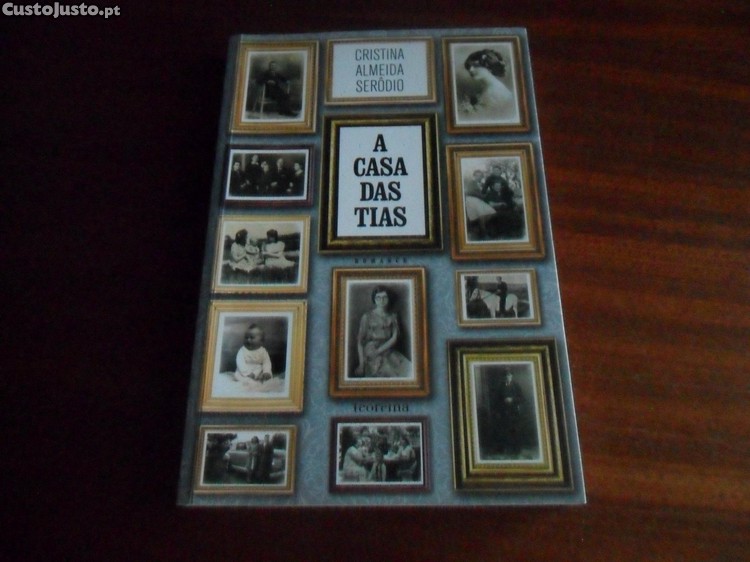 CustoJusto.pt
CRISTINA
ALMEIDA
SERÔDIO
A
CASA
DAS
TIAS
ROMANCE
teorema